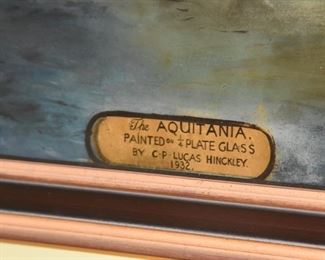 The AQUITANIA.
PAINTED ON ¼ PLATE GLASS
BY C.P. LUCAS HINCKLEY.
1932.